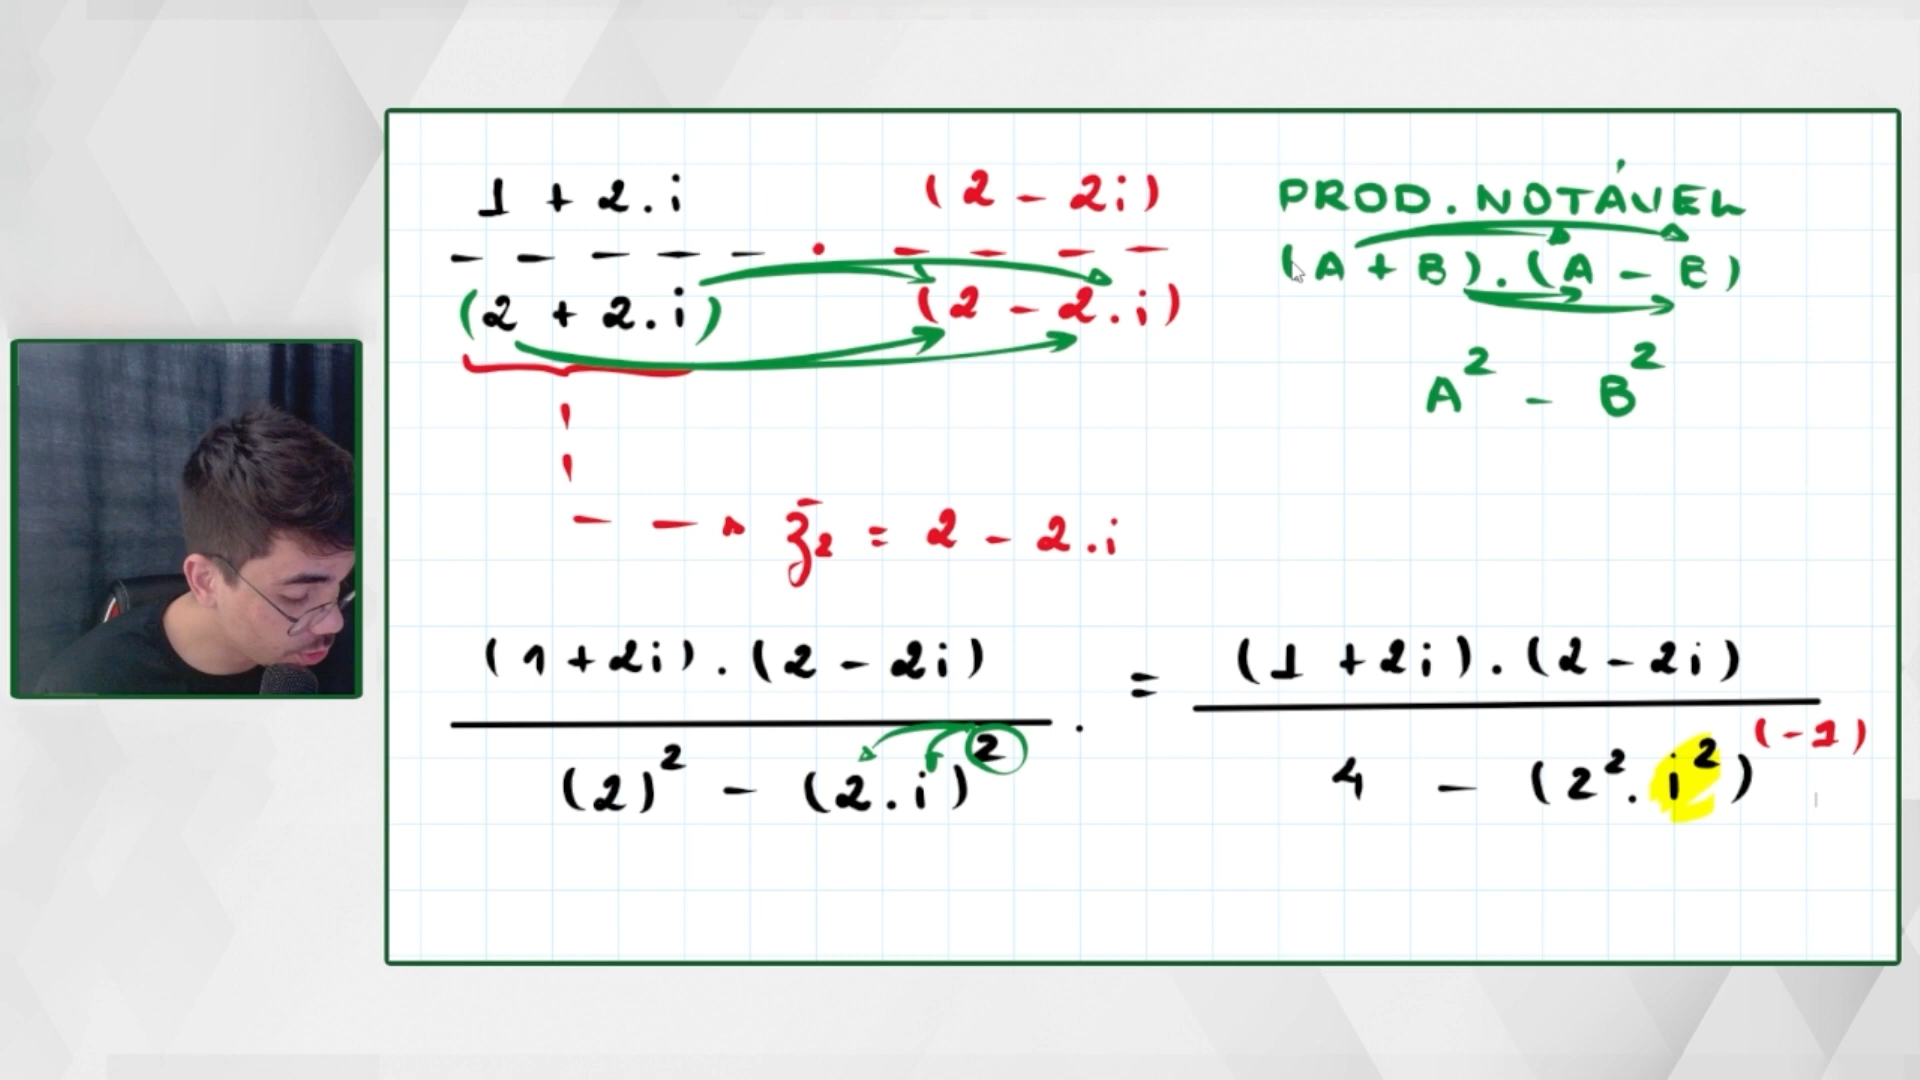 1 + 2.i (2 - 2i)
(2 + 2.i) . (2 - 2.i)
PROD. NOTÁVEL
(A + B).(A - B)
A² - B²
z̄₂ = 2 - 2.i
(1+2i).(2-2i) = (1+2i).(2-2i)
(2)² - (2.i)² . 4 - (2².i²) (-1)